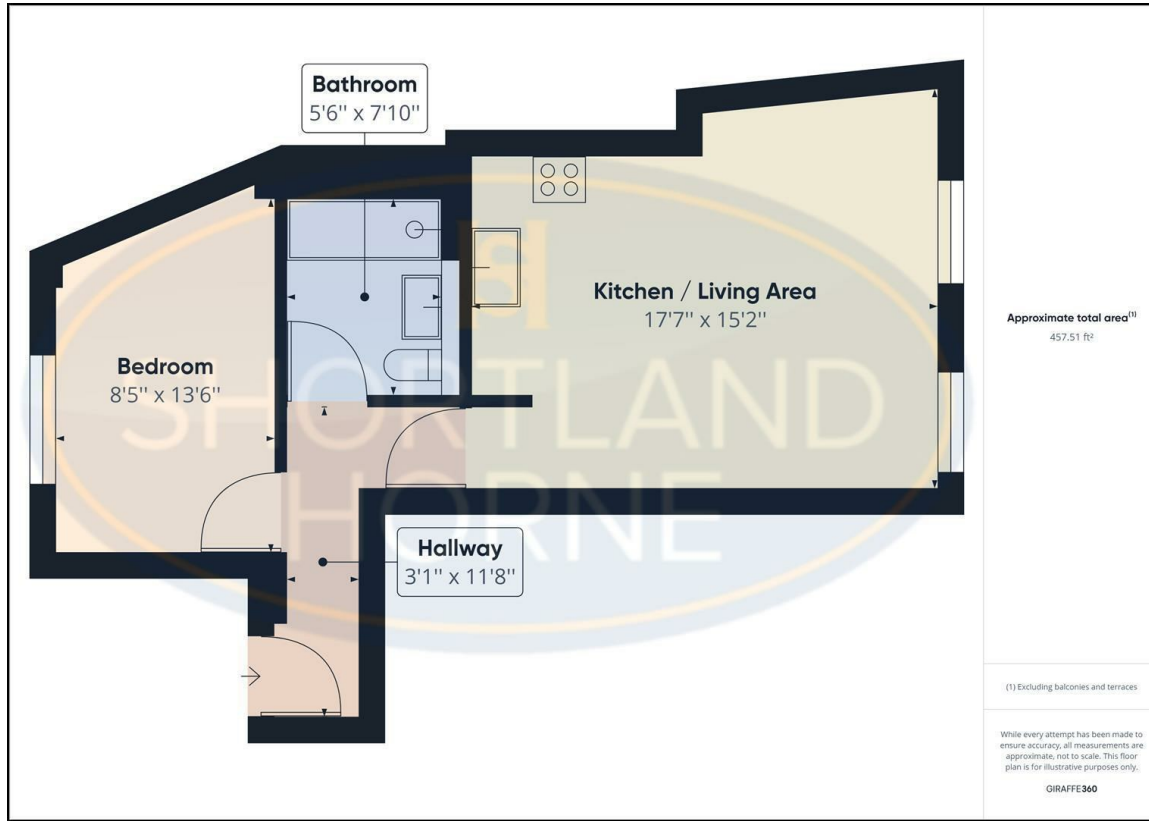 Bathroom
5'6'' x 7'10''
Kitchen / Living Area
17'7'' x 15'2''
Bedroom
8'5'' x 13'6''
Hallway
3'1'' x 11'8''
SH
SHORTLAND
HORNE
Approximate total area(1)
457.51 ft²
(1) Excluding balconies and terraces
While every attempt has been made to
ensure accuracy, all measurements are
approximate, not to scale. This floor
plan is for illustrative purposes only.
GIRAFFE360